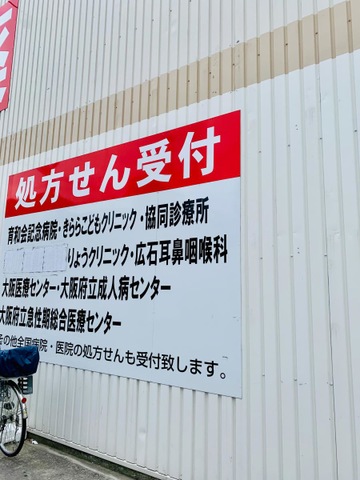 処方せん受付
育和会記念病院・きららこどもクリニック・協同診療所
りょうクリニック・広石耳鼻咽喉科
大阪医療センター・大阪府立成人病センター
大阪府立急性期総合医療センター
の他全国病院・医院の処方せんも受付致します。